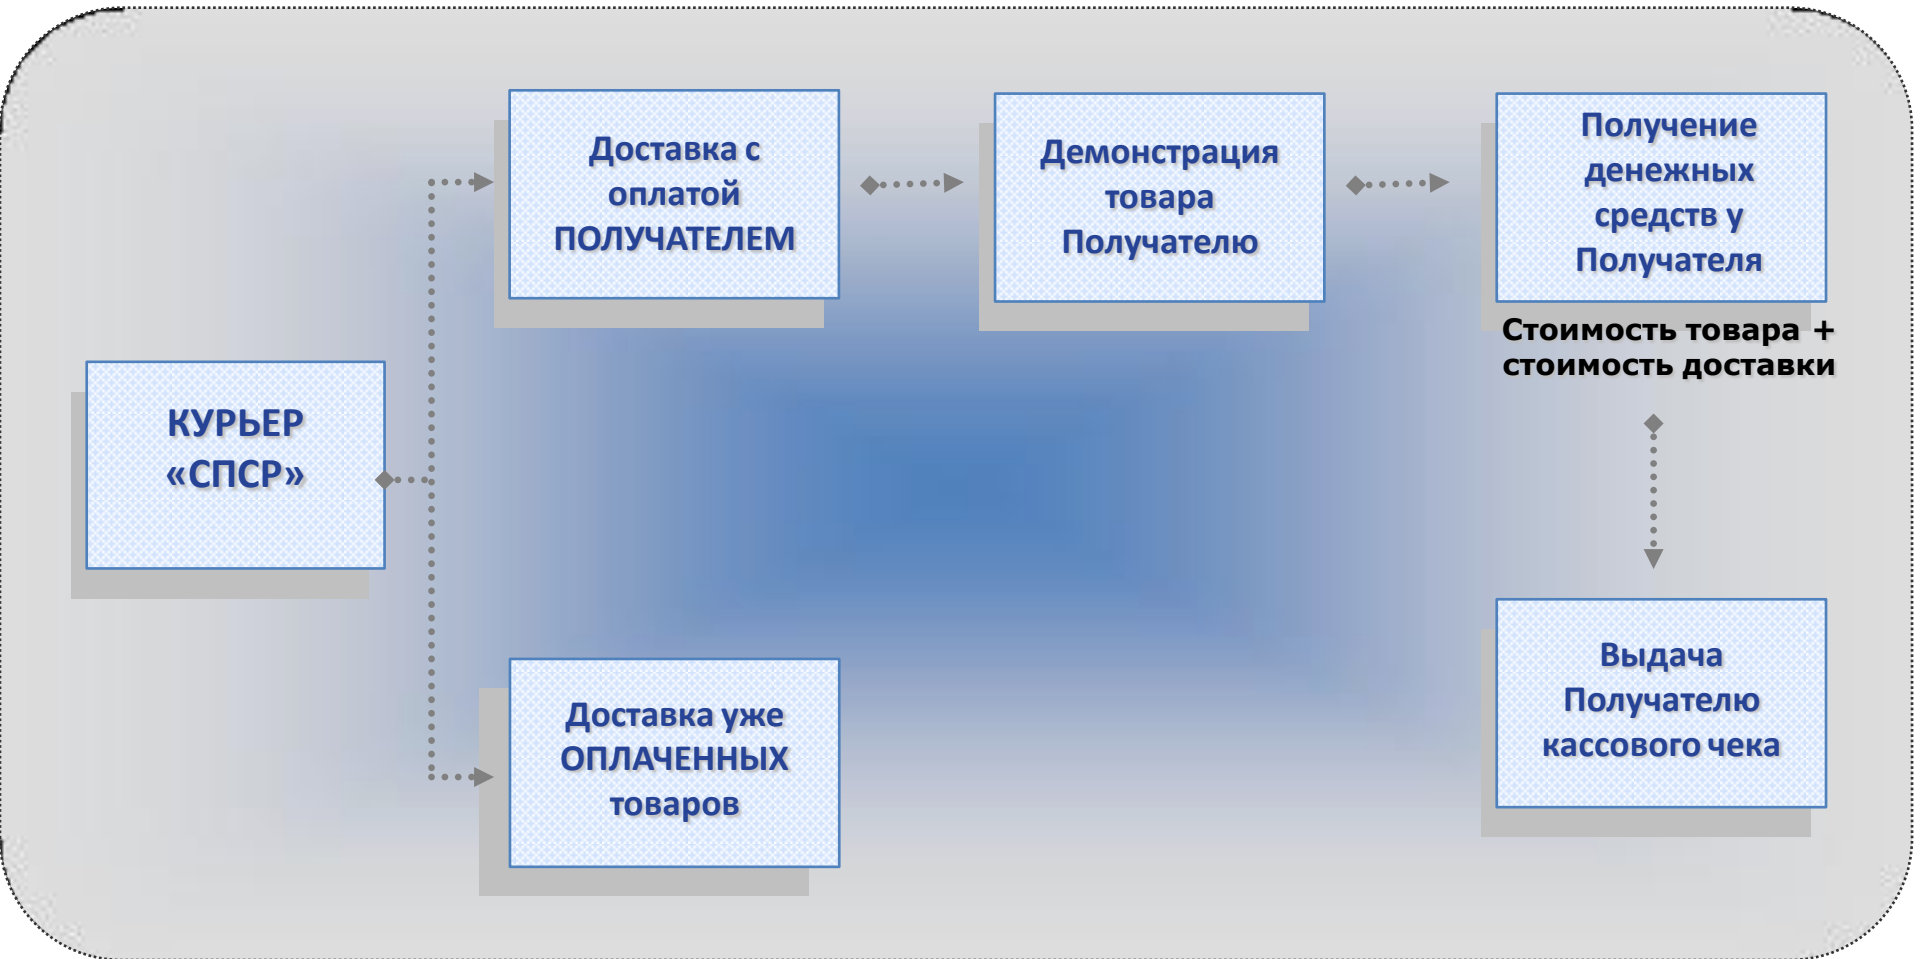 КУРЬЕР
«СПСР»
Доставка с
оплатой
ПОЛУЧАТЕЛЕМ
Демонстрация
товара
Получателю
Получение
денежных
средств у
Получателя
Стоимость товара +
стоимость доставки
Выдача
Получателю
кассового чека
Доставка уже
ОПЛАЧЕННЫХ
товаров